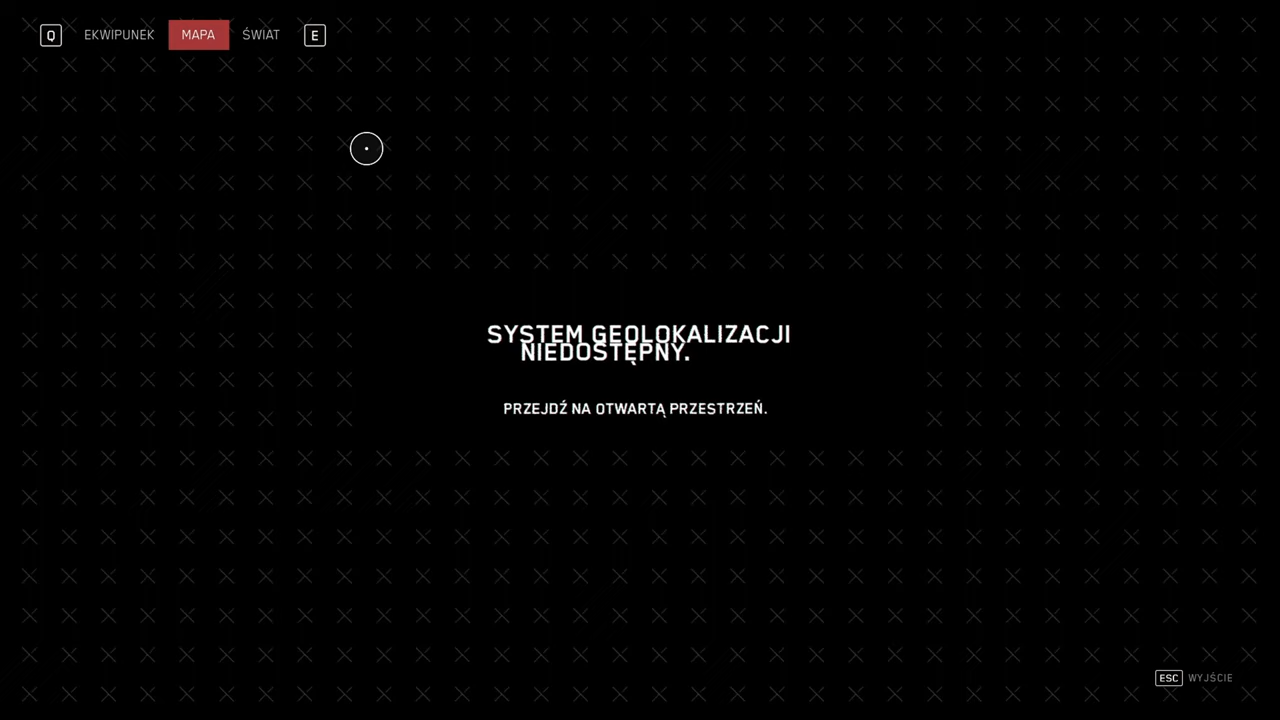 Q EKWIPUNEK MAPA ŚWIAT E
SYSTEM GEOLOKALIZACJI
NIEDOSTĘPNY.
PRZEJDŹ NA OTWARTĄ PRZESTRZEŃ.
ESC WYJŚCIE